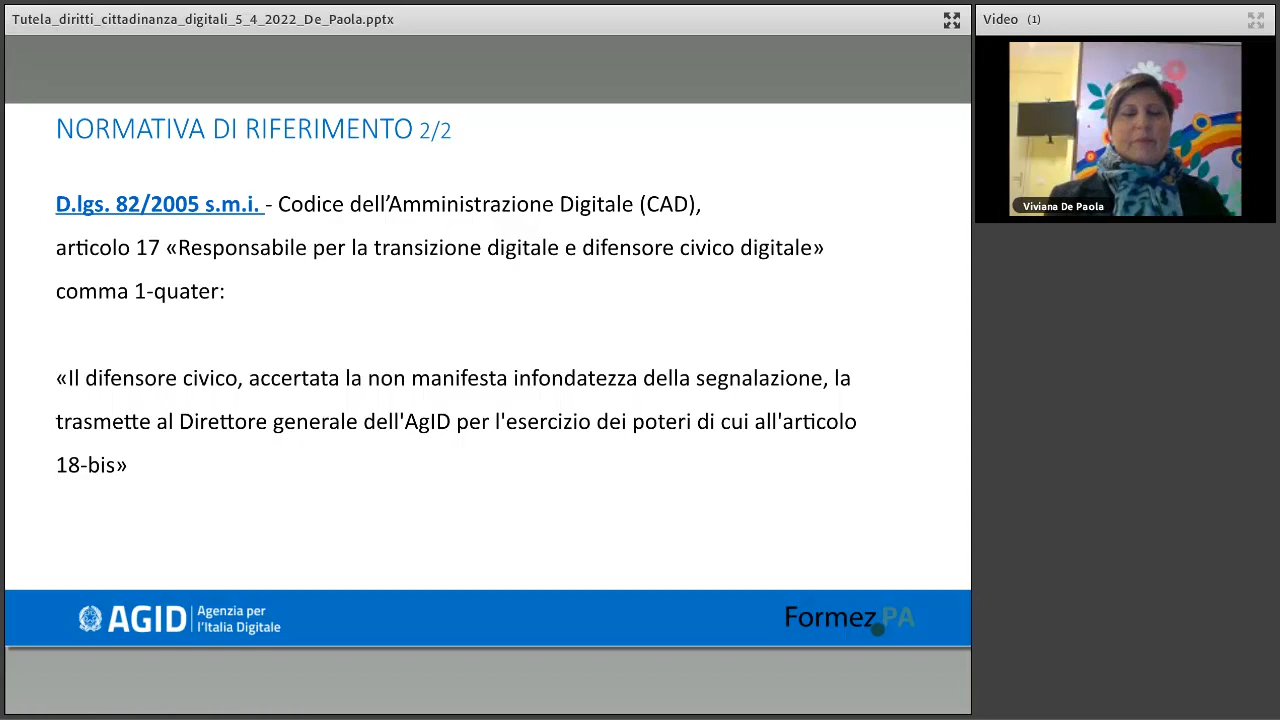 Tutela_diritti_cittadinanza_digitali_5_4_2022_De_Paola.pptx
Video (1)
NORMATIVA DI RIFERIMENTO 2/2
D.lgs. 82/2005 s.m.i. - Codice dell’Amministrazione Digitale (CAD),
articolo 17 «Responsabile per la transizione digitale e difensore civico digitale»
comma 1-quater:
«Il difensore civico, accertata la non manifesta infondatezza della segnalazione, la
trasmette al Direttore generale dell'AgID per l'esercizio dei poteri di cui all'articolo
18-bis»
Viviana De Paola
AGID
Agenzia per
l’Italia Digitale
Formez PA